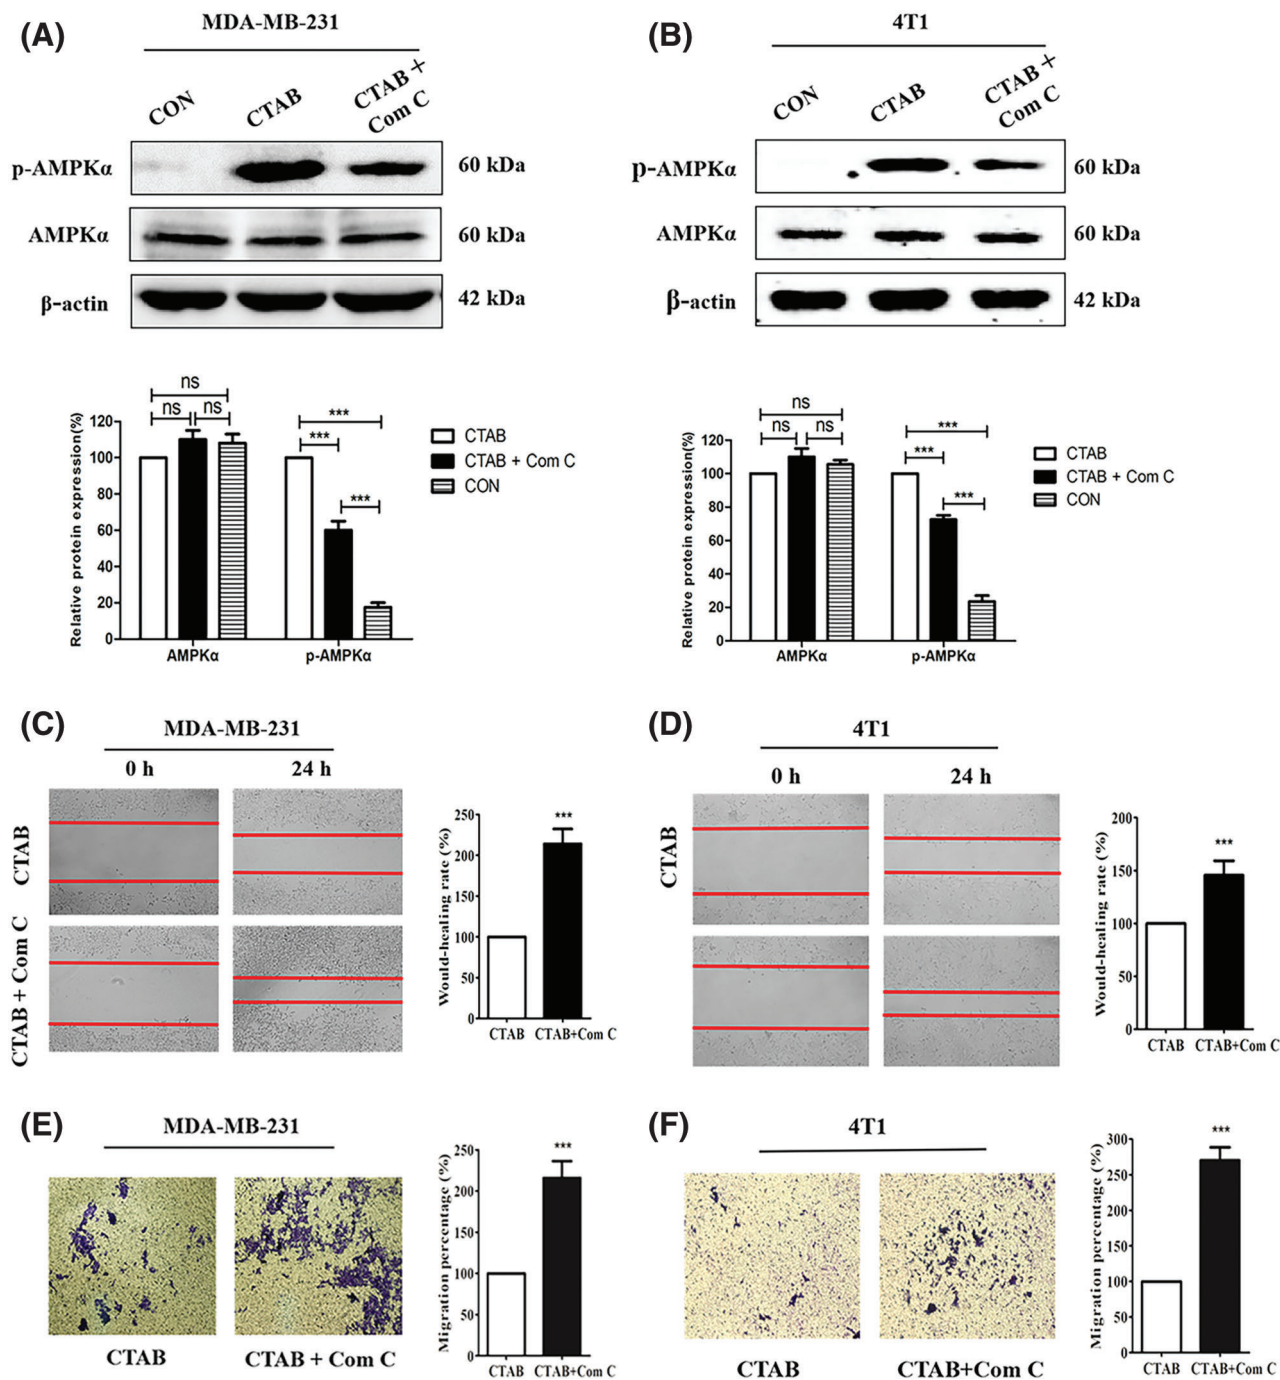 (A)
MDA-MB-231
CON
CTAB
CTAB +
Com C
p-AMPKα
60 kDa
AMPKα
60 kDa
β-actin
42 kDa
ns
ns
ns
***
***
***
Relative protein expression(%)
120
100
80
60
40
20
0
AMPKα
p-AMPKα
CTAB
CTAB + Com C
CON
(B)
4T1
CON
CTAB
CTAB +
Com C
p-AMPKα
60 kDa
AMPKα
60 kDa
β-actin
42 kDa
ns
ns
ns
***
***
***
Relative protein expression(%)
120
100
80
60
40
20
0
AMPKα
p-AMPKα
CTAB
CTAB + Com C
CON
(C)
MDA-MB-231
0 h
24 h
CTAB
CTAB + Com C
Would-healing rate (%)
250
200
150
100
50
0
***
CTAB
CTAB+Com C
(D)
4T1
0 h
24 h
CTAB
Would-healing rate (%)
200
150
100
50
0
***
CTAB
CTAB+Com C
(E)
MDA-MB-231
CTAB
CTAB + Com C
Migration percentage (%)
250
200
150
100
50
0
***
CTAB
CTAB+Com C
(F)
4T1
CTAB
CTAB+Com C
Migration percentage (%)
300
250
200
150
100
50
0
***
CTAB
CTAB+Com C